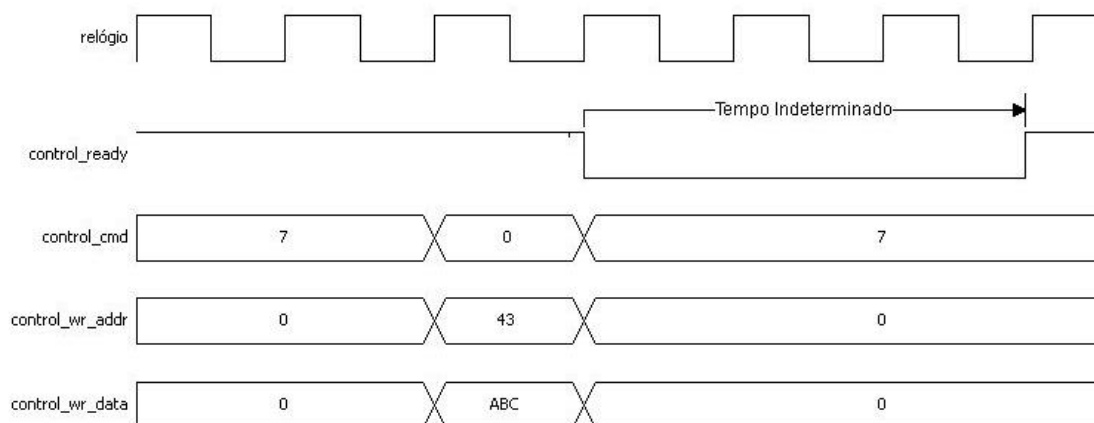 relógio
Tempo Indeterminado
control_ready
control_cmd 7 0 7
control_wr_addr 0 43 0
control_wr_data 0 ABC 0